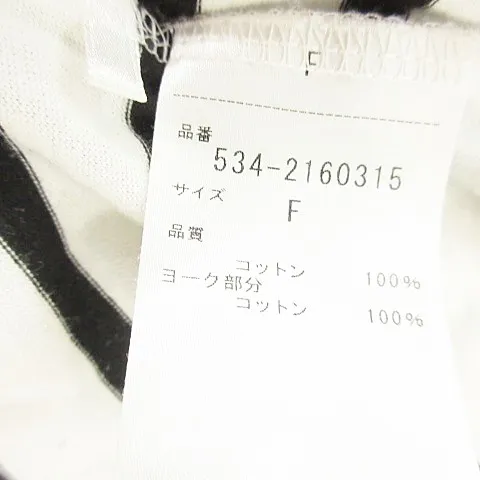 F
品番
534-2160315
サイズ
F
品質
コットン 100%
ヨーク部分
コットン 100%